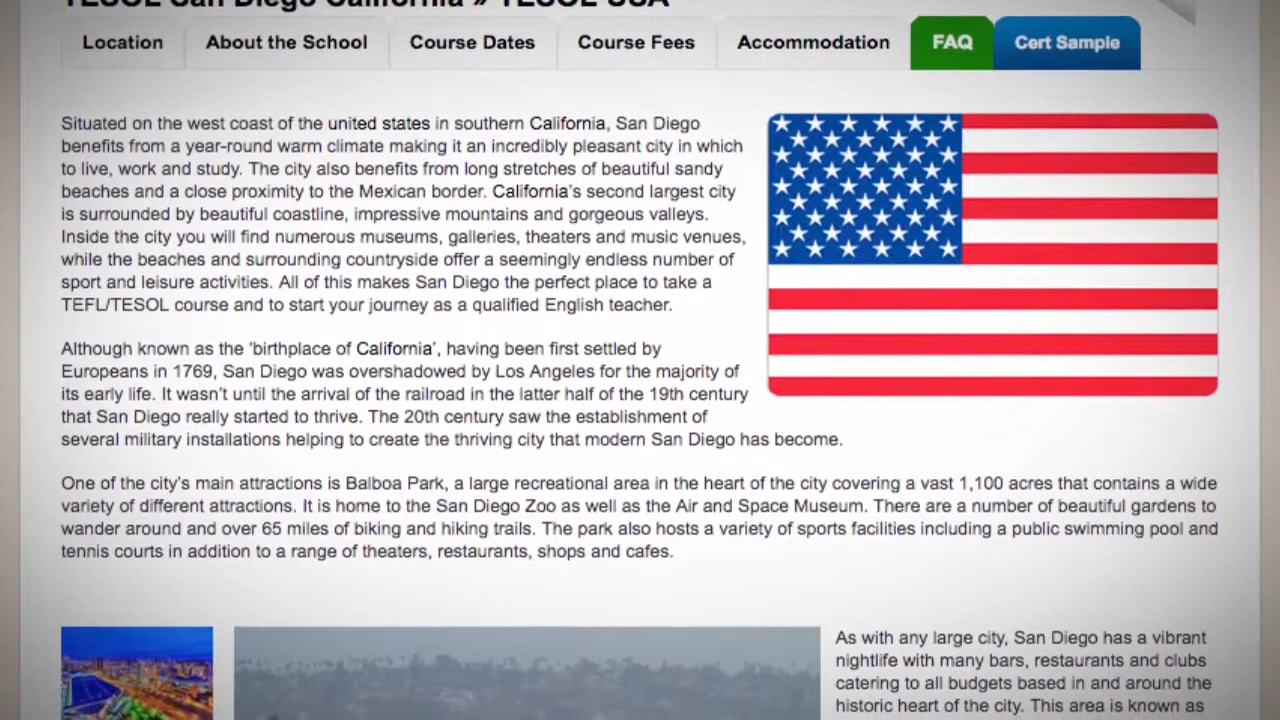 TESOL San Diego California » TESOL USA
Location About the School Course Dates Course Fees Accommodation FAQ Cert Sample
Situated on the west coast of the united states in southern California, San Diego
benefits from a year-round warm climate making it an incredibly pleasant city in which
to live, work and study. The city also benefits from long stretches of beautiful sandy
beaches and a close proximity to the Mexican border. California's second largest city
is surrounded by beautiful coastline, impressive mountains and gorgeous valleys.
Inside the city you will find numerous museums, galleries, theaters and music venues,
while the beaches and surrounding countryside offer a seemingly endless number of
sport and leisure activities. All of this makes San Diego the perfect place to take a
TEFL/TESOL course and to start your journey as a qualified English teacher.
Although known as the 'birthplace of California', having been first settled by
Europeans in 1769, San Diego was overshadowed by Los Angeles for the majority of
its early life. It wasn't until the arrival of the railroad in the latter half of the 19th century
that San Diego really started to thrive. The 20th century saw the establishment of
several military installations helping to create the thriving city that modern San Diego has become.
One of the city's main attractions is Balboa Park, a large recreational area in the heart of the city covering a vast 1,100 acres that contains a wide
variety of different attractions. It is home to the San Diego Zoo as well as the Air and Space Museum. There are a number of beautiful gardens to
wander around and over 65 miles of biking and hiking trails. The park also hosts a variety of sports facilities including a public swimming pool and
tennis courts in addition to a range of theaters, restaurants, shops and cafes.
As with any large city, San Diego has a vibrant
nightlife with many bars, restaurants and clubs
catering to all budgets based in and around the
historic heart of the city. This area is known as